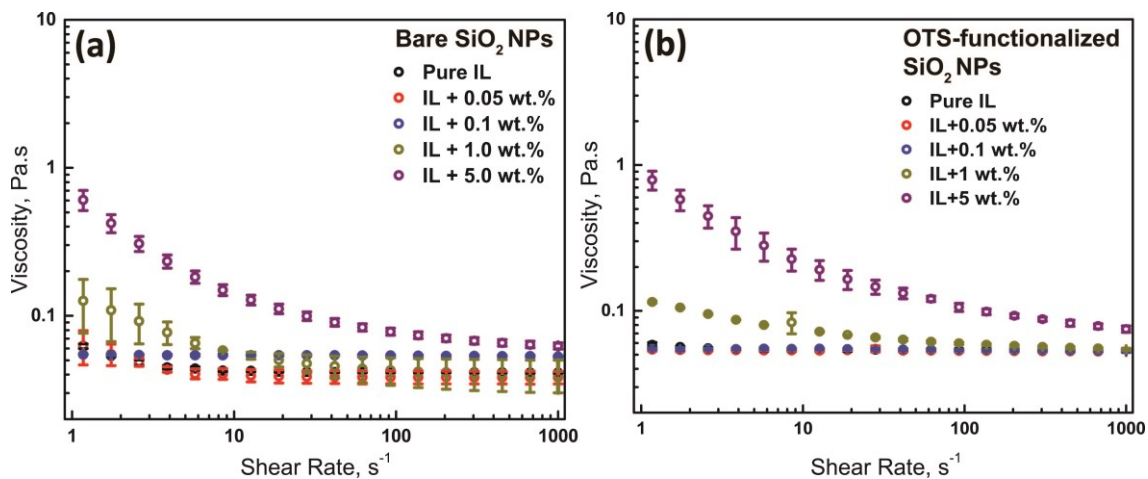 (a)
Bare SiO₂ NPs
Pure IL
IL + 0.05 wt.%
IL + 0.1 wt.%
IL + 1.0 wt.%
IL + 5.0 wt.%
10
1
0.1
Viscosity, Pa.s
1 10 100 1000
Shear Rate, s⁻¹
(b)
OTS-functionalized
SiO₂ NPs
Pure IL
IL+0.05 wt.%
IL+0.1 wt.%
IL+1 wt.%
IL+5 wt.%
10
1
0.1
Viscosity, Pa.s
1 10 100 1000
Shear Rate, s⁻¹